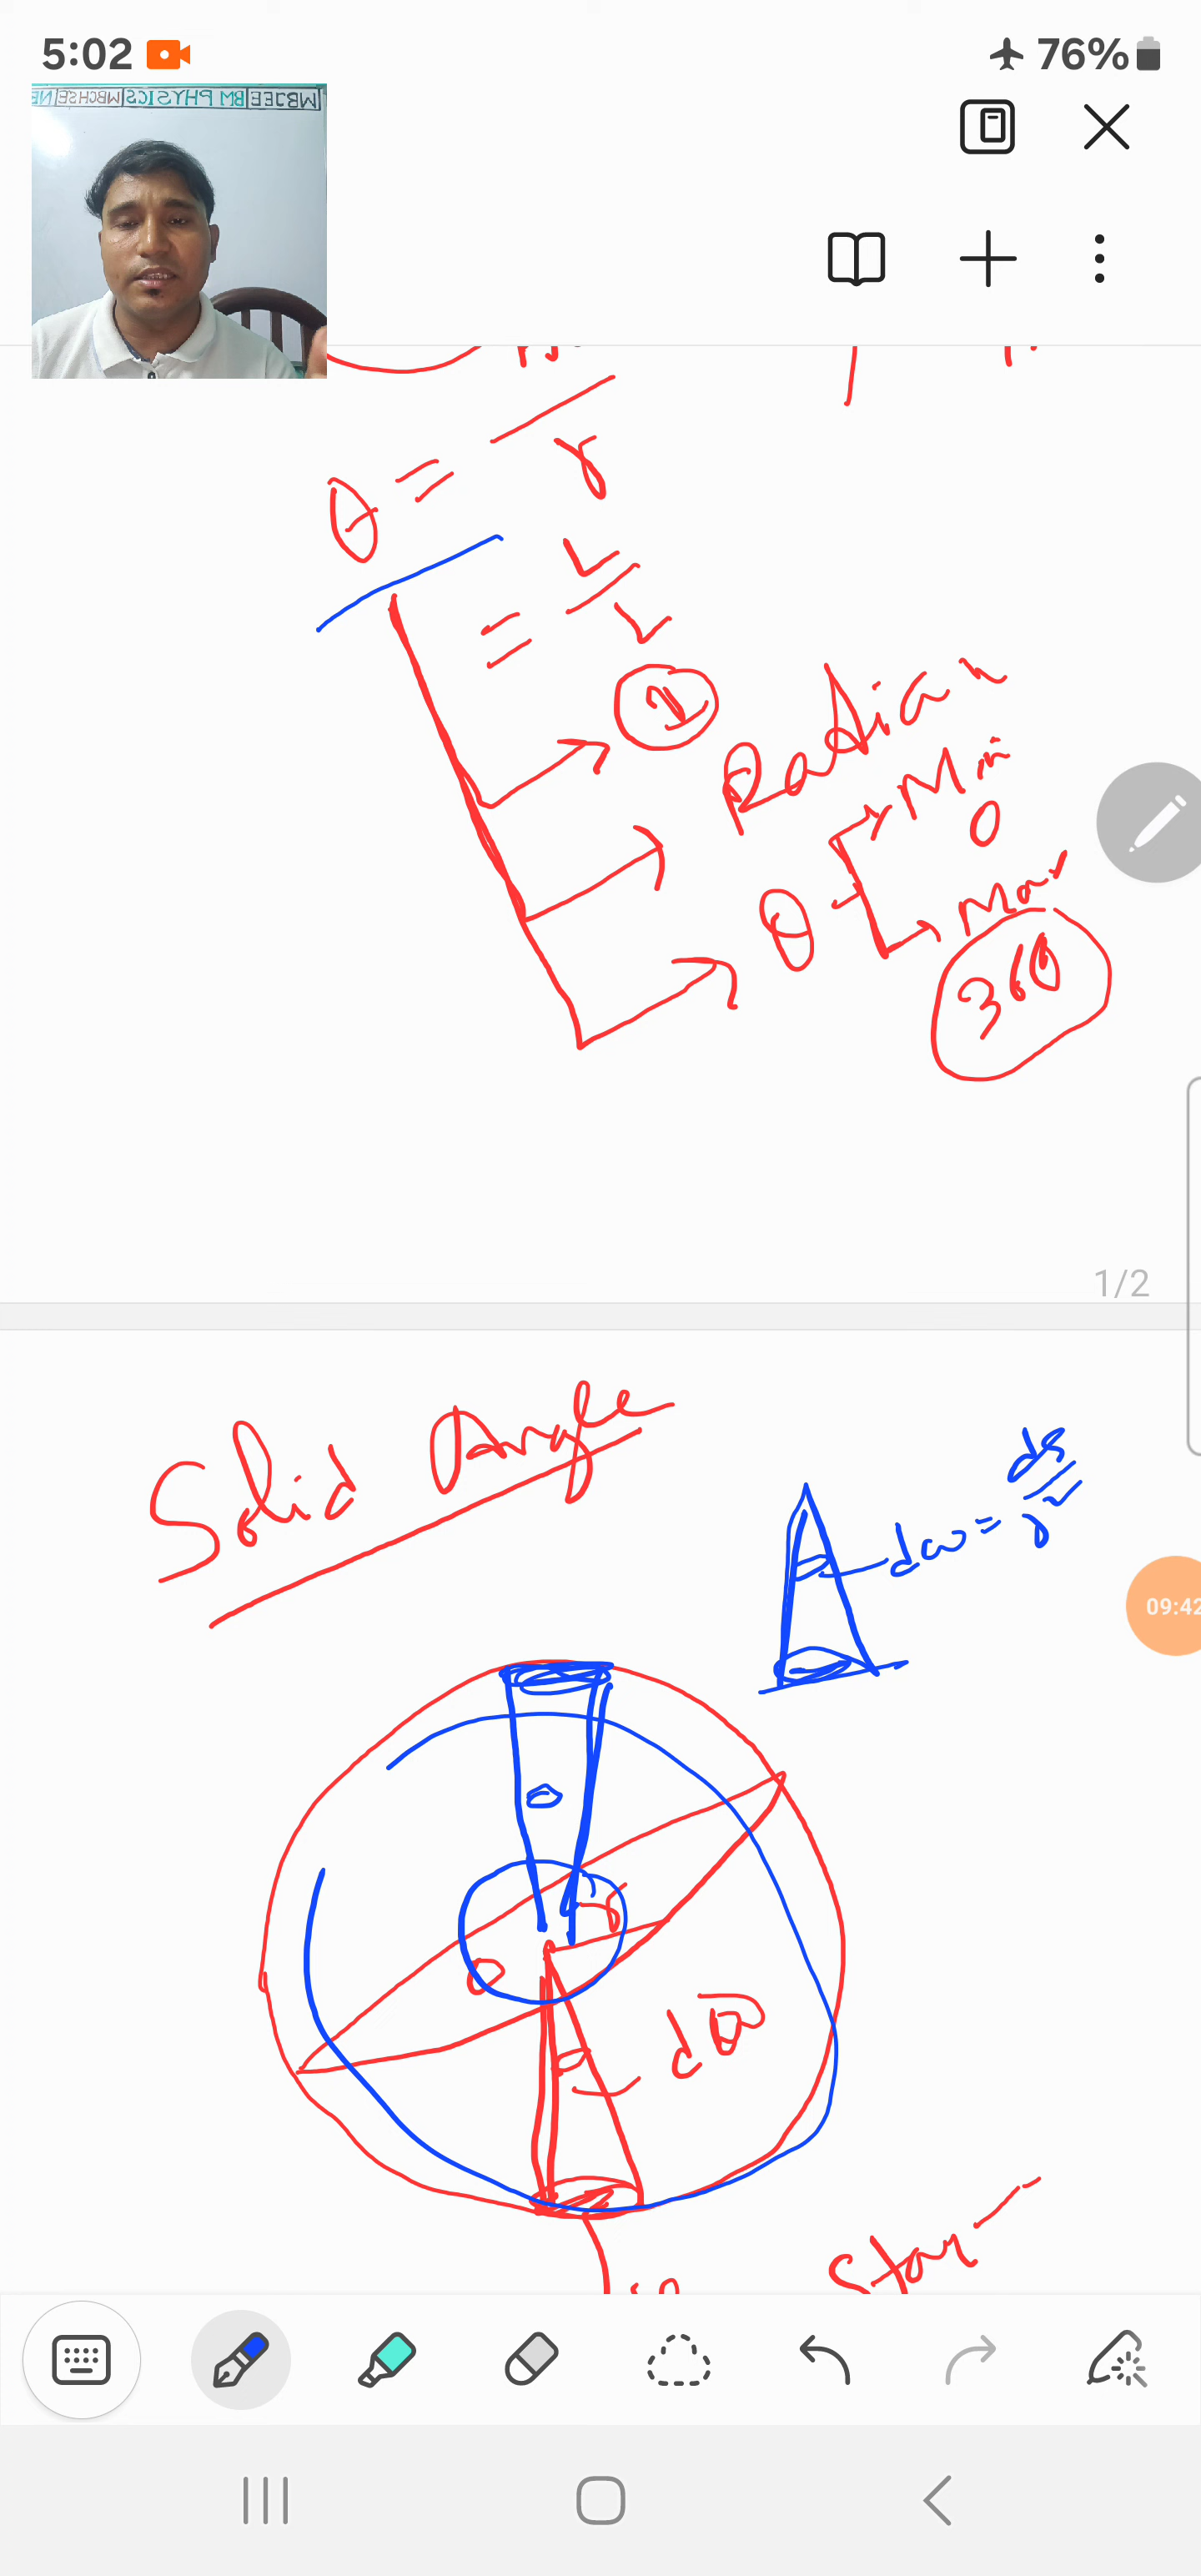 5:02
76%
WBJEE|BM PHYSICS|WBCHSE|NE
θ = / r
= L / L
1
Radian
Min
0
θ
Max
360
1/2
Solid Angle
dω = ds / r²
09:42
r
O
dω
Star